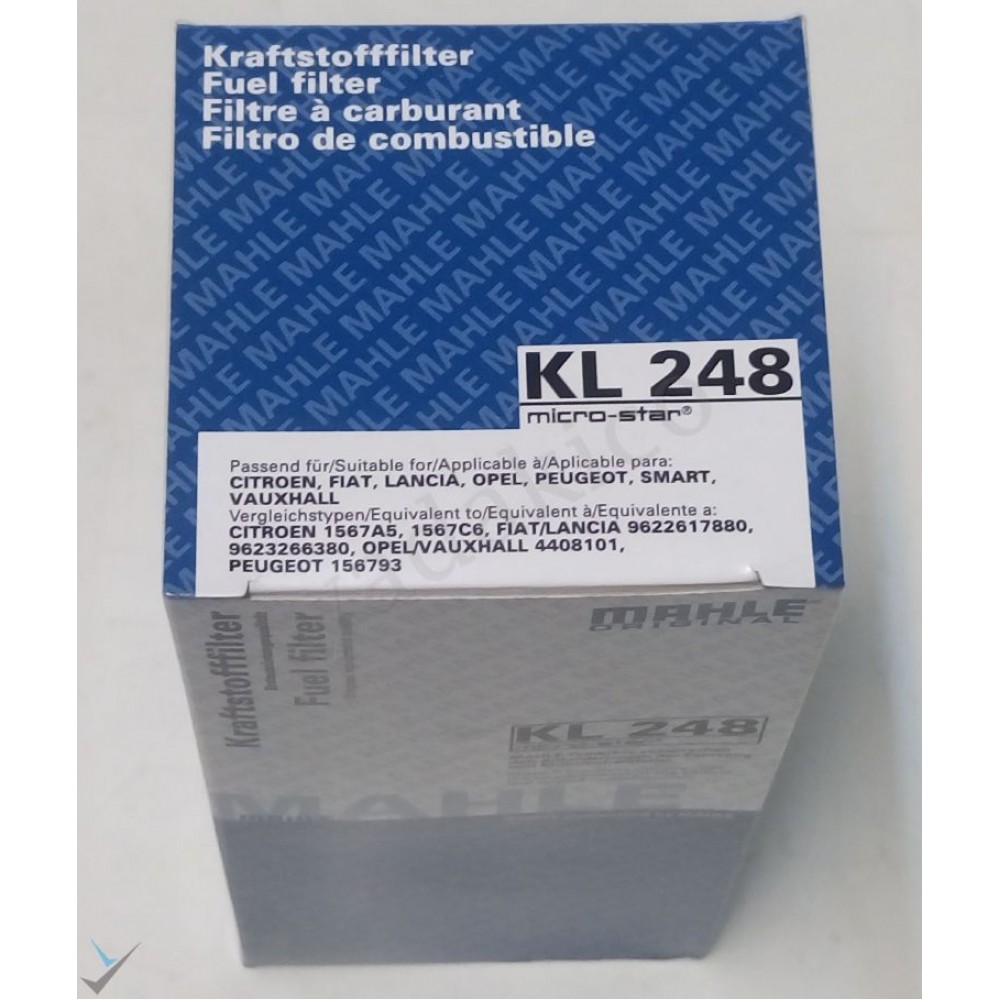 Kraftstofffilter
Fuel filter
Filtre à carburant
Filtro de combustible
MAHLE MAHLE MAHLE MAHLE
KL 248
micro-star®
Passend für/Suitable for/Applicable à/Aplicable para:
CITROEN, FIAT, LANCIA, OPEL, PEUGEOT, SMART,
VAUXHALL
Vergleichstypen/Equivalent to/Equivalent à/Equivalente a:
CITROEN 1567A5, 1567C6, FIAT/LANCIA 9622617880,
9623266380, OPEL/VAUXHALL 4408101,
PEUGEOT 156793
MAHLE
ORIGINAL
Kraftstofffilter
Fuel filter
KL 248
MAHLE